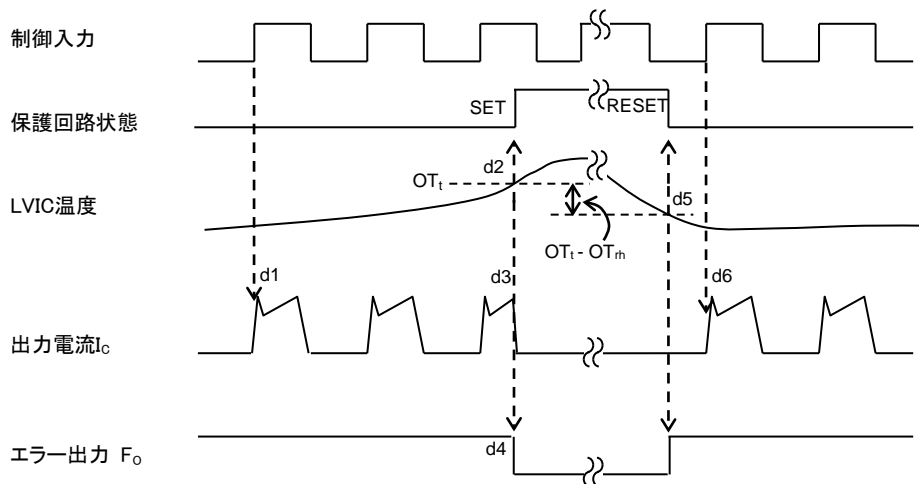 制御入力
保護回路状態
SET
RESET
LVIC温度
OTt
d2
d5
OTt - OTrh
d1
d3
d6
出力電流Ic
エラー出力 Fo
d4